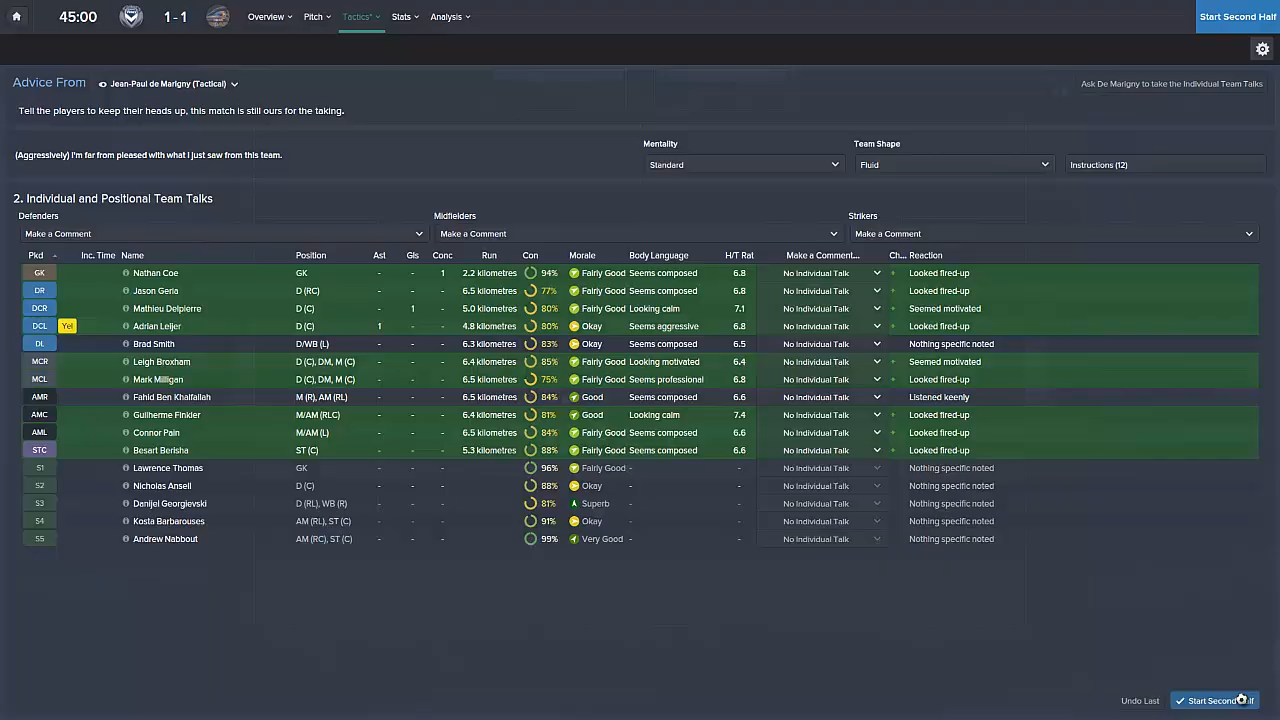 45:00 1 - 1 Overview Pitch Tactics* Stats Analysis Start Second Half
Advice From Jean-Paul de Marigny (Tactical) Ask De Marigny to take the Individual Team Talks
Tell the players to keep their heads up, this match is still ours for the taking.
Mentality Team Shape
(Aggressively) I'm far from pleased with what I just saw from this team. Standard Fluid Instructions (12)
2. Individual and Positional Team Talks
Defenders Midfielders Strikers
Make a Comment Make a Comment Make a Comment
Pkd Inc. Time Name Position Ast Gls Conc Run Con Morale Body Language H/T Rat Make a Comment... Ch... Reaction
GK Nathan Coe GK - - 1 2.2 kilometres 94% Fairly Good Seems composed 6.8 No Individual Talk Looked fired-up
DR Jason Geria D (RC) - - - 6.5 kilometres 77% Fairly Good Seems composed 6.8 No Individual Talk Looked fired-up
DCR Mathieu Delpierre D (C) - 1 - 5.0 kilometres 80% Fairly Good Looking calm 7.1 No Individual Talk Seemed motivated
DCL Yel Adrian Leijer D (C) 1 - - 4.8 kilometres 80% Okay Seems aggressive 6.8 No Individual Talk Looked fired-up
DL Brad Smith D/WB (L) - - - 6.3 kilometres 83% Okay Seems composed 6.5 No Individual Talk Nothing specific noted
MCR Leigh Broxham D (C), DM, M (C) - - - 6.4 kilometres 85% Fairly Good Looking motivated 6.4 No Individual Talk Seemed motivated
MCL Mark Milligan D (C), DM, M (C) - - - 6.5 kilometres 75% Fairly Good Seems professional 6.8 No Individual Talk Looked fired-up
AMR Fahid Ben Khalfallah M (R), AM (RL) - - - 6.5 kilometres 84% Good Seems composed 6.6 No Individual Talk Listened keenly
AMC Guilherme Finkler M/AM (RLC) - - - 6.4 kilometres 81% Good Looking calm 7.4 No Individual Talk Looked fired-up
AML Connor Pain M/AM (L) - - - 6.5 kilometres 84% Fairly Good Seems composed 6.6 No Individual Talk Looked fired-up
STC Besart Berisha ST (C) - - - 5.3 kilometres 88% Fairly Good Seems composed 6.6 No Individual Talk Looked fired-up
S1 Lawrence Thomas GK - - - 96% Fairly Good - - No Individual Talk Nothing specific noted
S2 Nicholas Ansell D (C) - - - 88% Okay - - No Individual Talk Nothing specific noted
S3 Danijel Georgievski D (RL), WB (R) - - - 81% Superb - - No Individual Talk Nothing specific noted
S4 Kosta Barbarouses AM (RL), ST (C) - - - 91% Okay - - No Individual Talk Nothing specific noted
S5 Andrew Nabbout AM (RC), ST (C) - - - 99% Very Good - - No Individual Talk Nothing specific noted
Undo Last Start Second Half